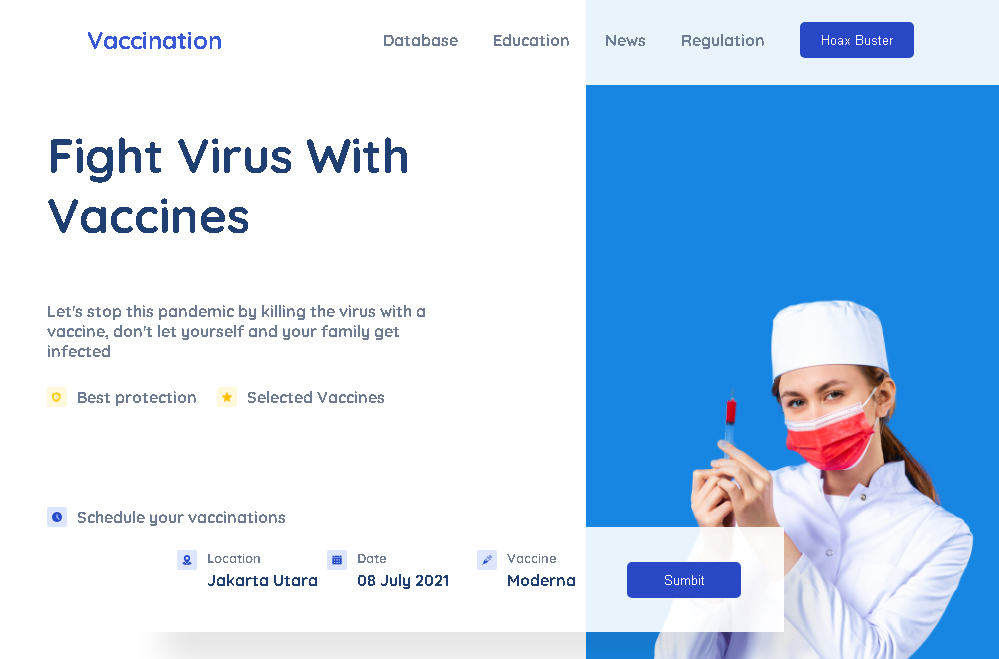 Vaccination
Database
Education
News
Regulation
Hoax Buster
Fight Virus With
Vaccines
Let's stop this pandemic by killing the virus with a
vaccine, don't let yourself and your family get
infected
Best protection
Selected Vaccines
Schedule your vaccinations
Location
Jakarta Utara
Date
08 July 2021
Vaccine
Moderna
Sumbit